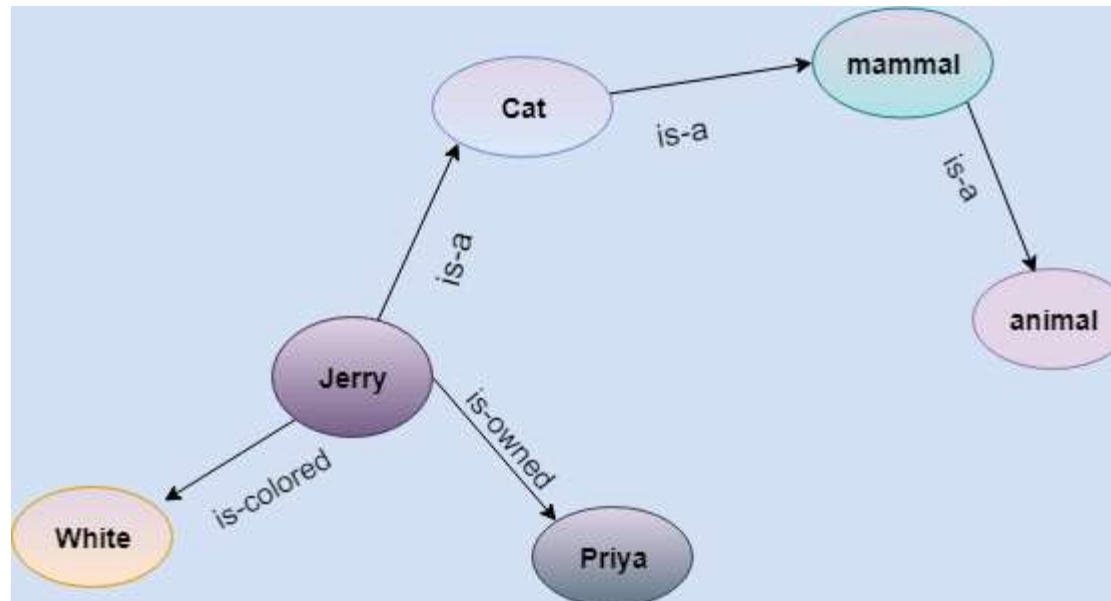 mammal
Cat
is-a
is-a
is-a
animal
Jerry
is-owned
is-colored
White
Priya